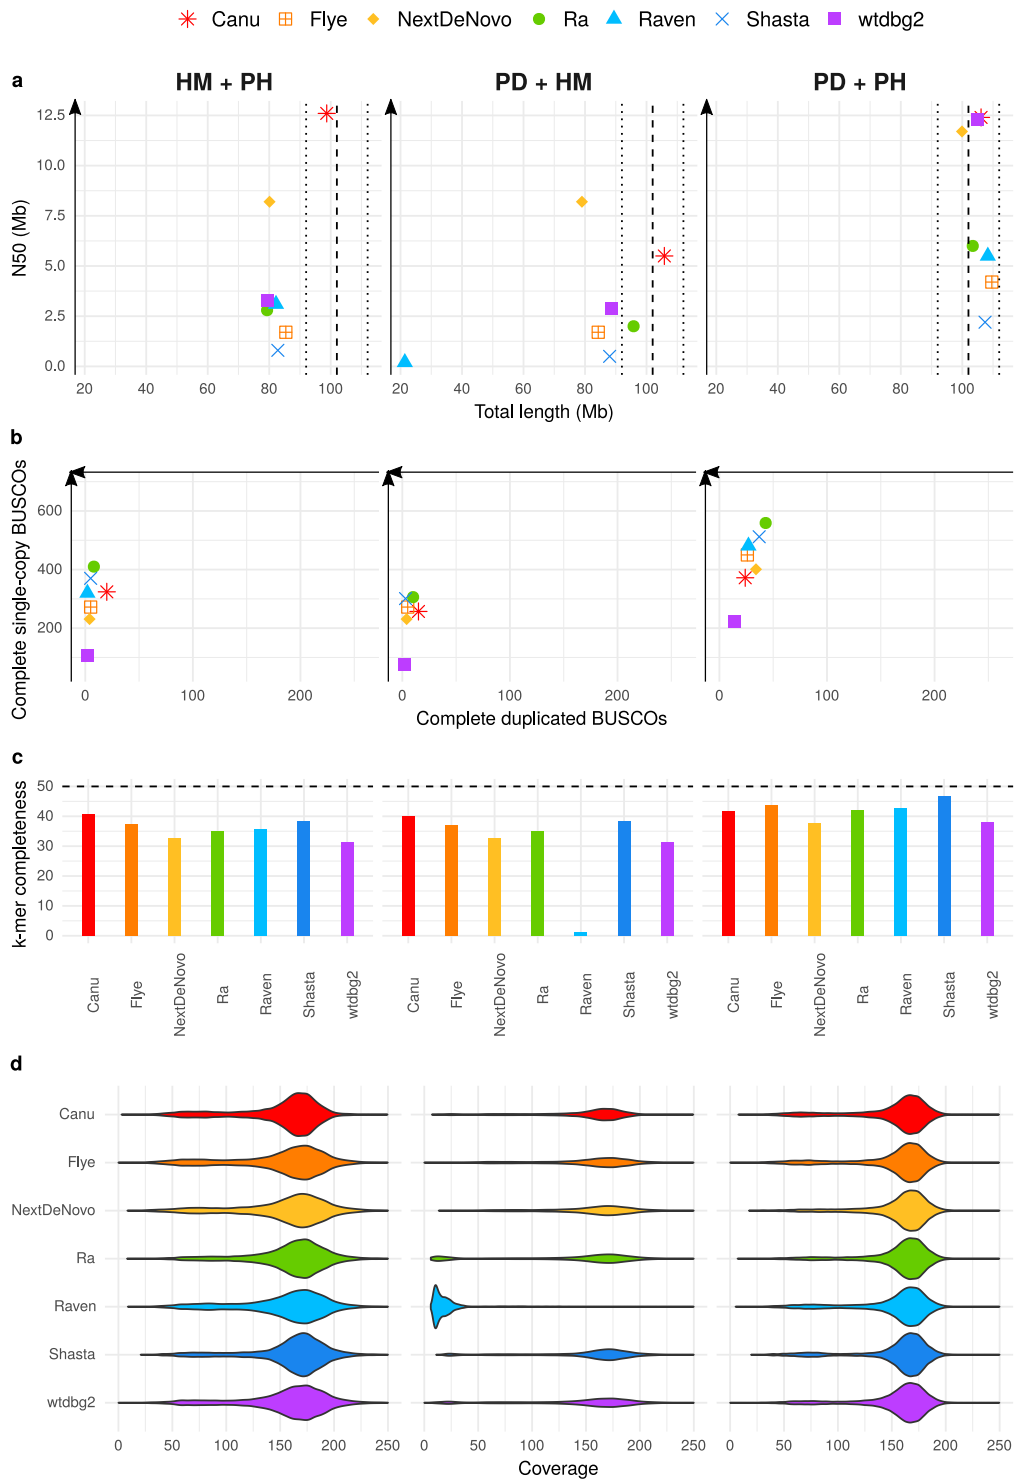 Canu Flye NextDeNovo Ra Raven Shasta wtdbg2
a
HM + PH PD + HM PD + PH
N50 (Mb)
12.5
10.0
7.5
5.0
2.5
0.0
20 40 60 80 100 20 40 60 80 100 20 40 60 80 100
Total length (Mb)
b
Complete single-copy BUSCOs
600
400
200
0 100 200 0 100 200 0 100 200
Complete duplicated BUSCOs
c
k-mer completeness
50
40
30
20
10
0
Canu Flye NextDeNovo Ra Raven Shasta wtdbg2 Canu Flye NextDeNovo Ra Raven Shasta wtdbg2 Canu Flye NextDeNovo Ra Raven Shasta wtdbg2
d
Canu
Flye
NextDeNovo
Ra
Raven
Shasta
wtdbg2
0 50 100 150 200 250 0 50 100 150 200 250 0 50 100 150 200 250
Coverage